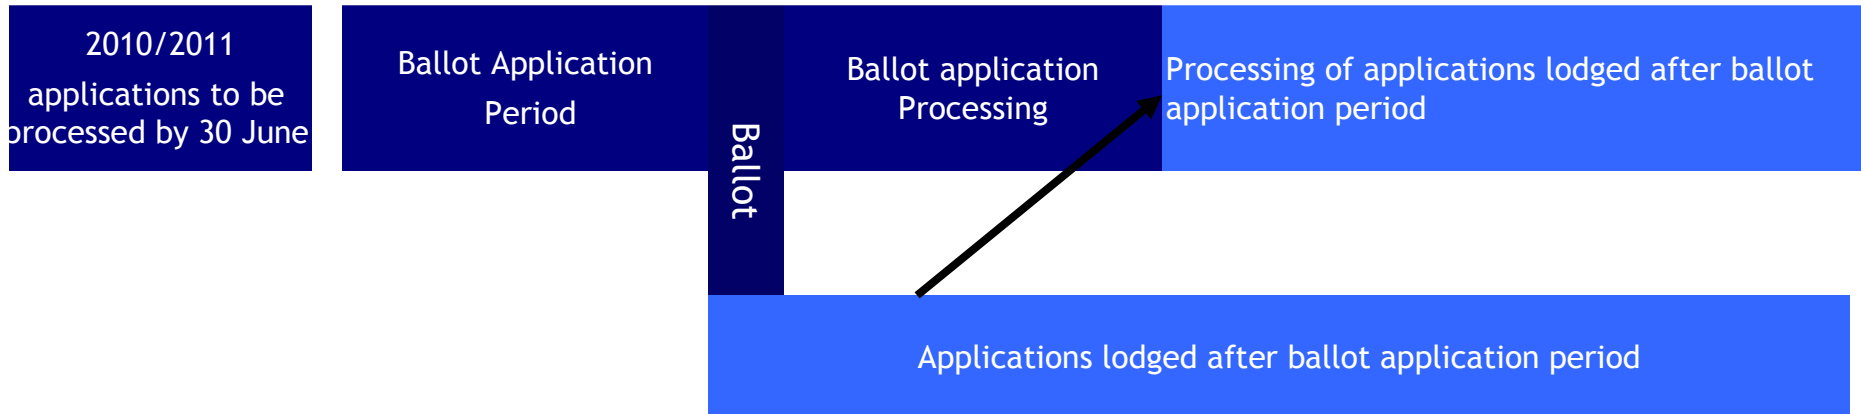 2010/2011
applications to be
processed by 30 June
Ballot Application
Period
Ballot
Ballot application
Processing
Processing of applications lodged after ballot
application period
Applications lodged after ballot application period